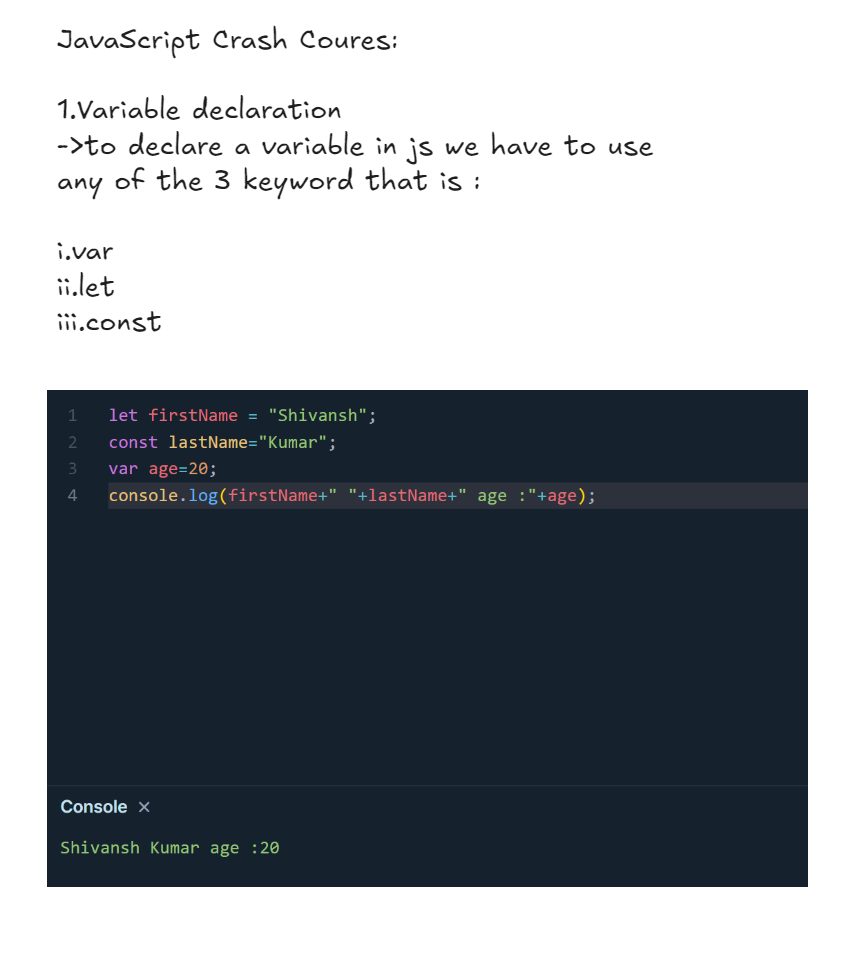 JavaScript Crash Coures:
1.Variable declaration
->to declare a variable in js we have to use
any of the 3 keyword that is :
i.var
ii.let
iii.const
1 let firstName = "Shivansh";
2 const lastName="Kumar";
3 var age=20;
4 console.log(firstName+" "+lastName+" age :"+age);
Console ×
Shivansh Kumar age :20